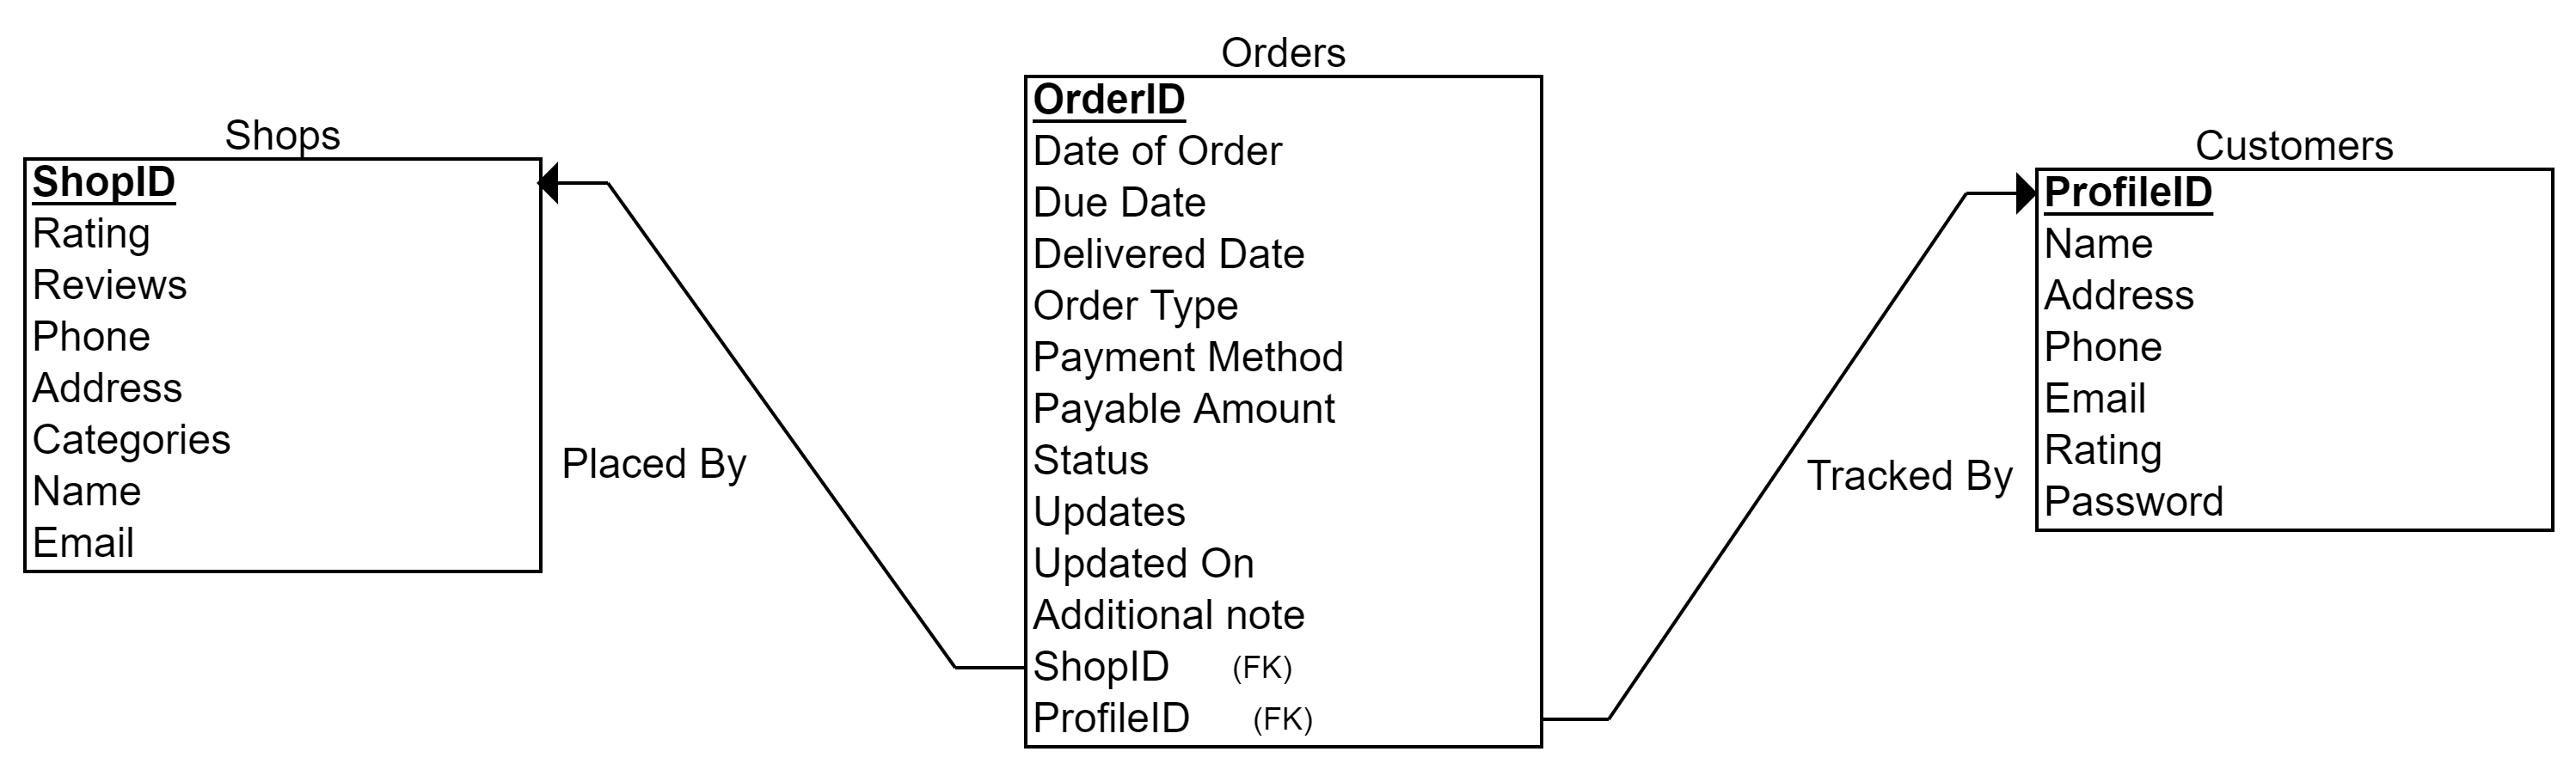 Shops
ShopID
Rating
Reviews
Phone
Address
Categories
Name
Email
Placed By
Orders
OrderID
Date of Order
Due Date
Delivered Date
Order Type
Payment Method
Payable Amount
Status
Updates
Updated On
Additional note
ShopID (FK)
ProfileID (FK)
Tracked By
Customers
ProfileID
Name
Address
Phone
Email
Rating
Password